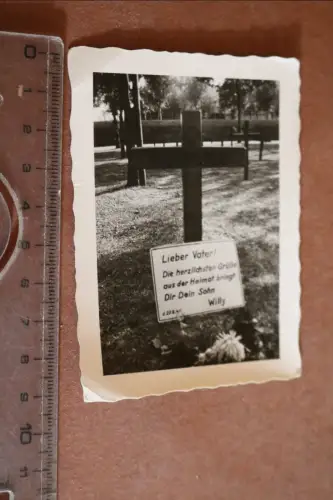 Lieber Vater!
Die herzlichsten Grüße
aus der Heimat bringt
Dir Dein Sohn
Willy
0
1
2
3
4
5
6
7
8
9
10
11